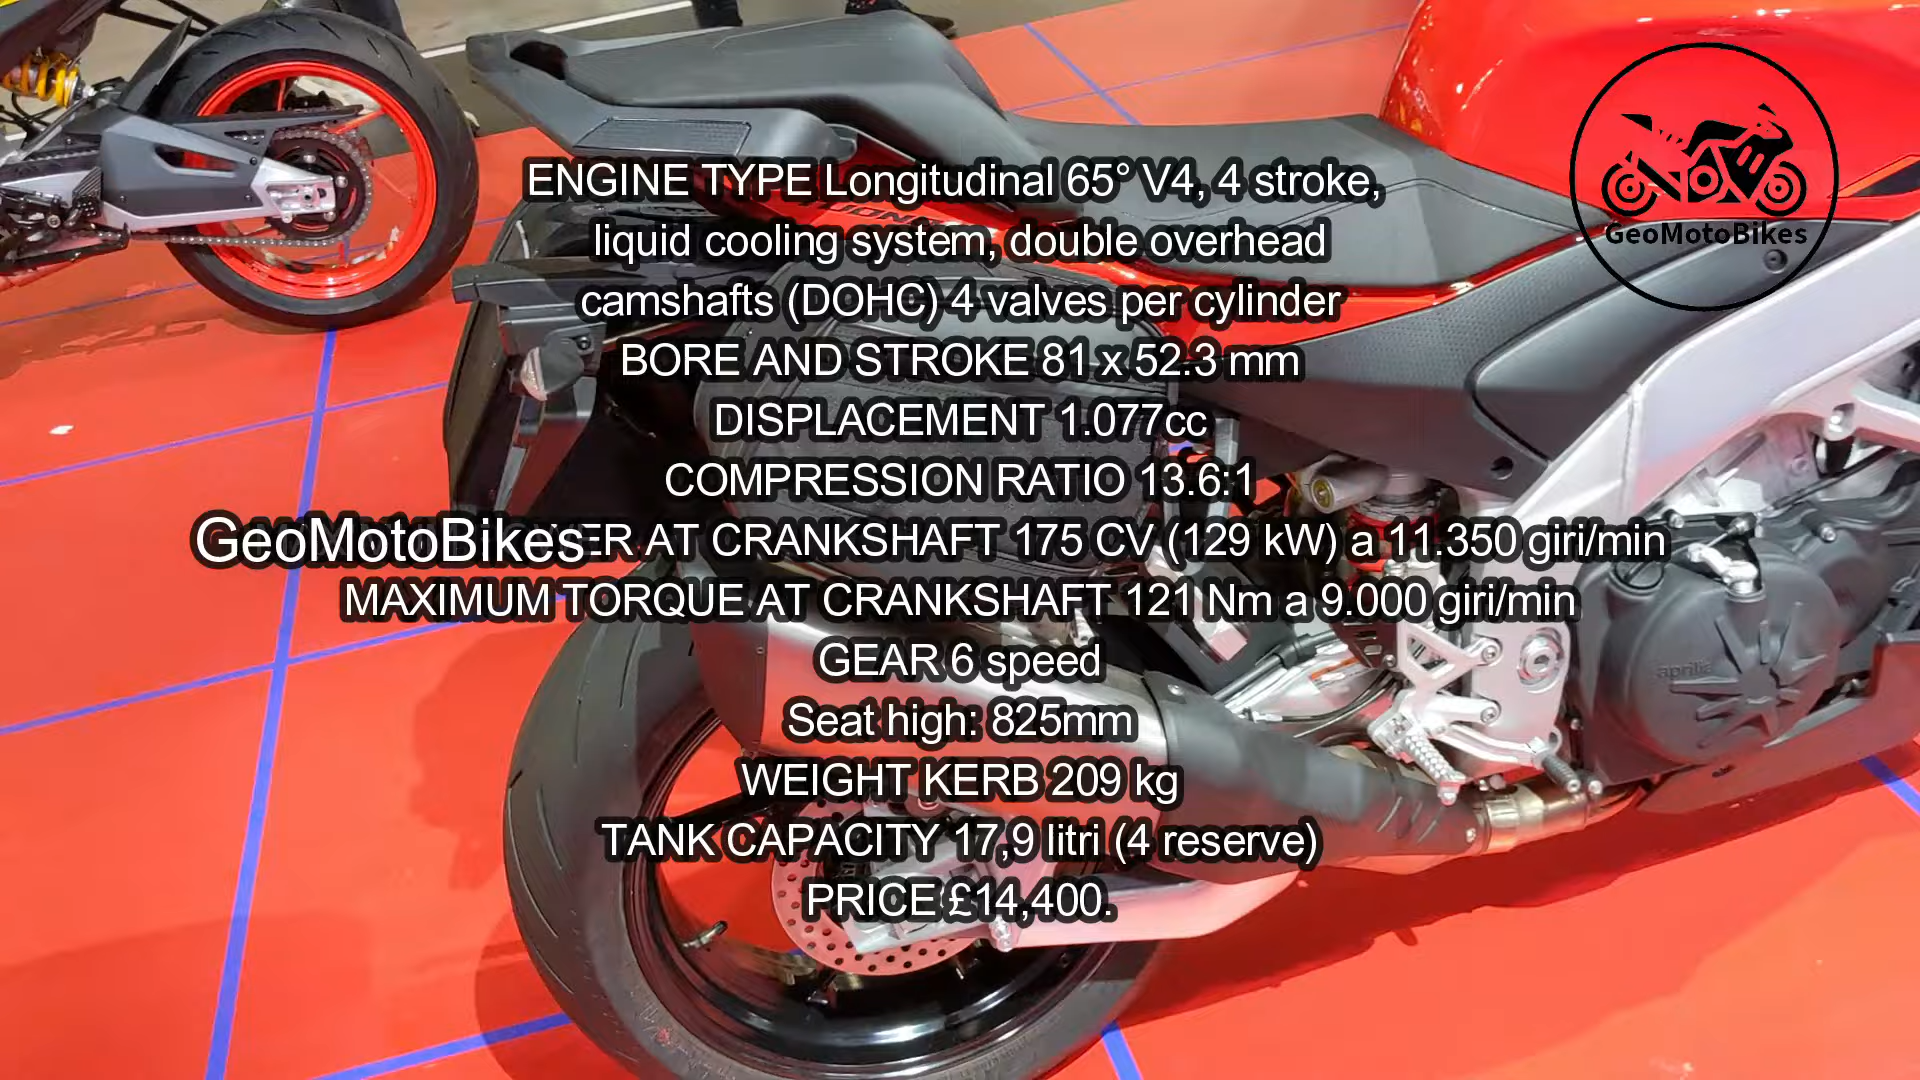 ENGINE TYPE Longitudinal 65° V4, 4 stroke,
liquid cooling system, double overhead
GeoMotoBikes
camshafts (DOHC) 4 valves per cylinder
BORE AND STROKE 81 x 52.3 mm
DISPLACEMENT 1.077cc
COMPRESSION RATIO 13.6:1
GeoMotoBikes
AT CRANKSHAFT 175 CV (129 kW) a 11.350 giri/min
MAXIMUM TORQUE AT CRANKSHAFT 121 Nm a 9.000 giri/min
GEAR 6 speed
aprilia
Seat high: 825mm
WEIGHT KERB 209 kg
TANK CAPACITY 17,9 litri (4 reserve)
PRICE £14,400.